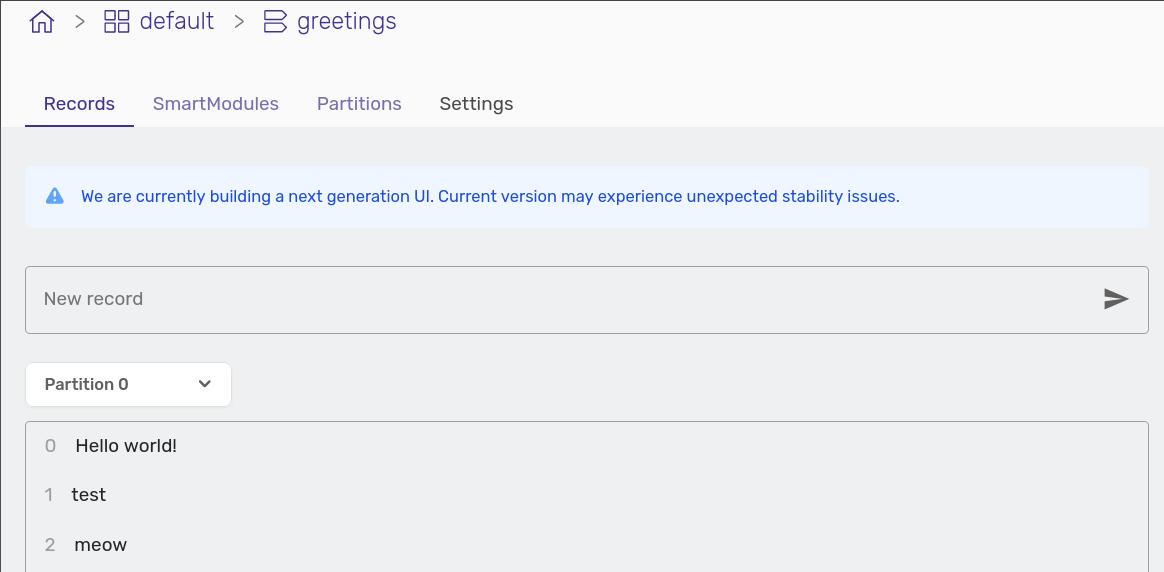 > default > greetings
Records SmartModules Partitions Settings
We are currently building a next generation UI. Current version may experience unexpected stability issues.
New record
Partition 0
0 Hello world!
1 test
2 meow